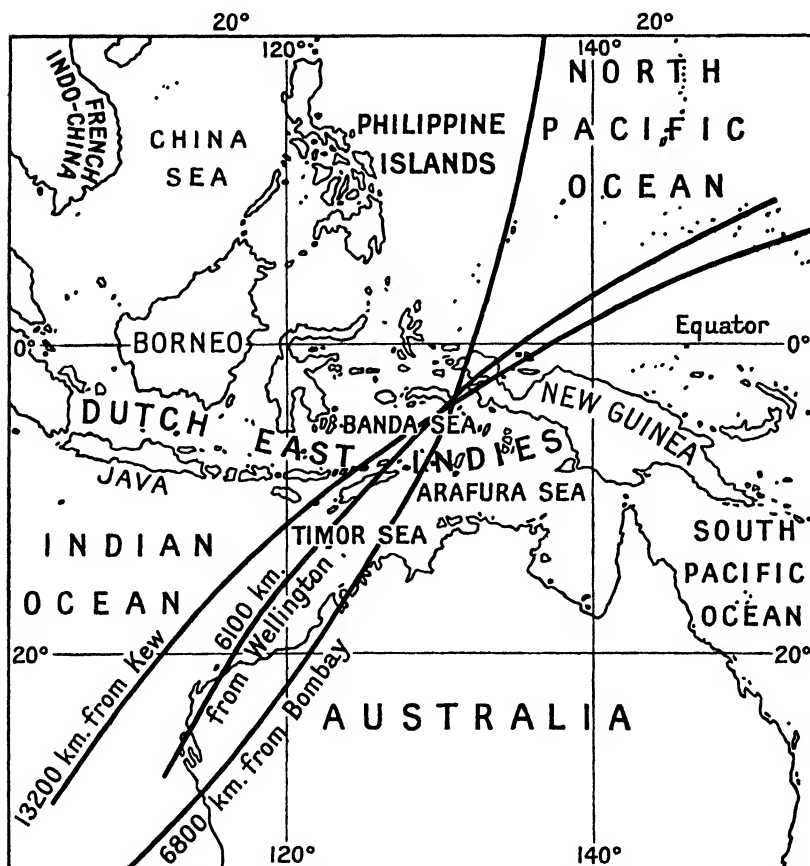 20°
20°
120°
140°
NORTH
PACIFIC
OCEAN
FRENCH
INDO-CHINA
CHINA
SEA
PHILIPPINE
ISLANDS
0°
BORNEO
Equator
0°
DUTCH EAST INDIES
BANDA SEA
NEW GUINEA
JAVA
ARAFURA SEA
TIMOR SEA
INDIAN
OCEAN
SOUTH
PACIFIC
OCEAN
20°
20°
13200 km. from Kew
6100 km.
from Wellington
6800 km. from Bombay
AUSTRALIA
120°
140°